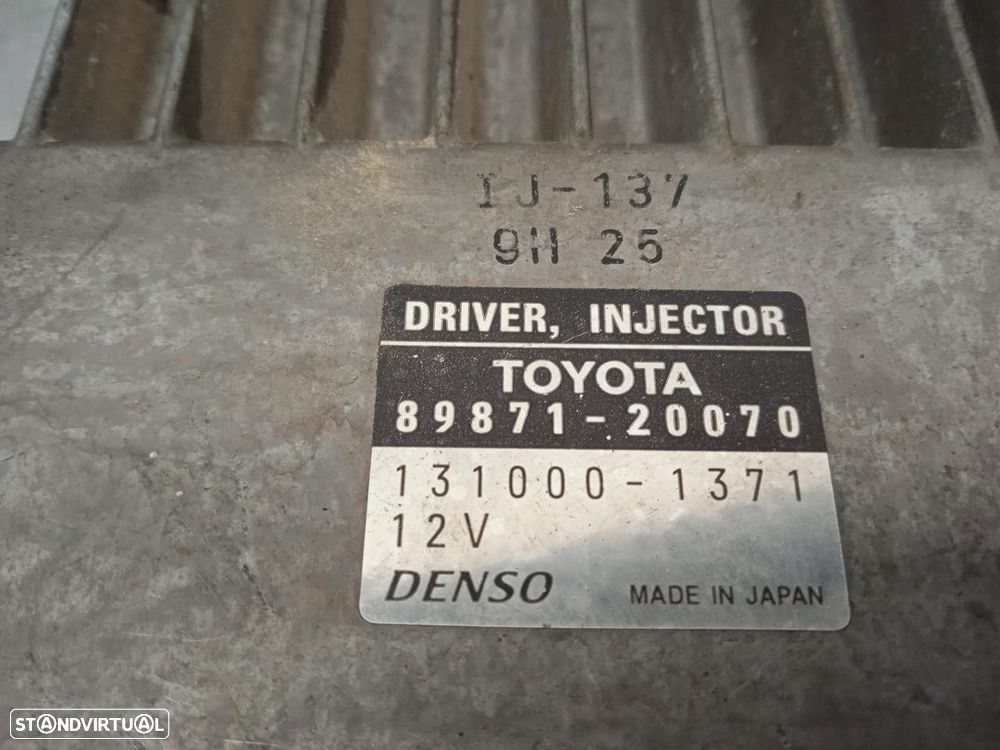 IJ-137
9H 25
DRIVER, INJECTOR
TOYOTA
89871-20070
131000-1371
12V
DENSO MADE IN JAPAN
STANDVIRTUAL